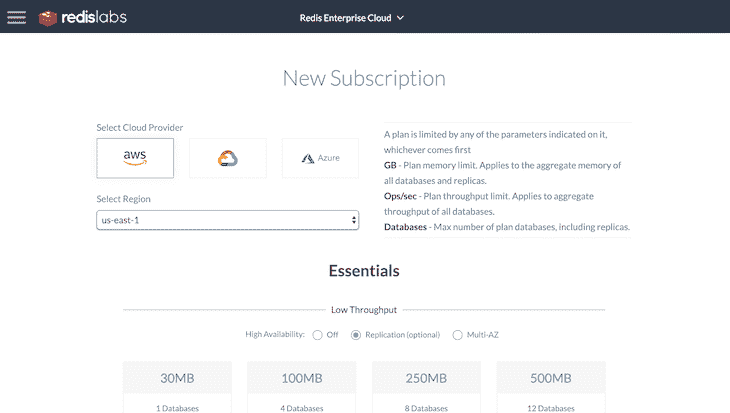 redislabs
Redis Enterprise Cloud
New Subscription
Select Cloud Provider
aws
Azure
Select Region
us-east-1
A plan is limited by any of the parameters indicated on it,
whichever comes first
GB - Plan memory limit. Applies to the aggregate memory of
all databases and replicas.
Ops/sec - Plan throughput limit. Applies to aggregate
throughput of all databases.
Databases - Max number of plan databases, including replicas.
Essentials
Low Throughput
High Availability: Off Replication (optional) Multi-AZ
30MB 100MB 250MB 500MB
1 Databases 4 Databases 8 Databases 12 Databases